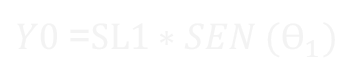 Y0 =SL1 ∗ SEN (Θ₁)